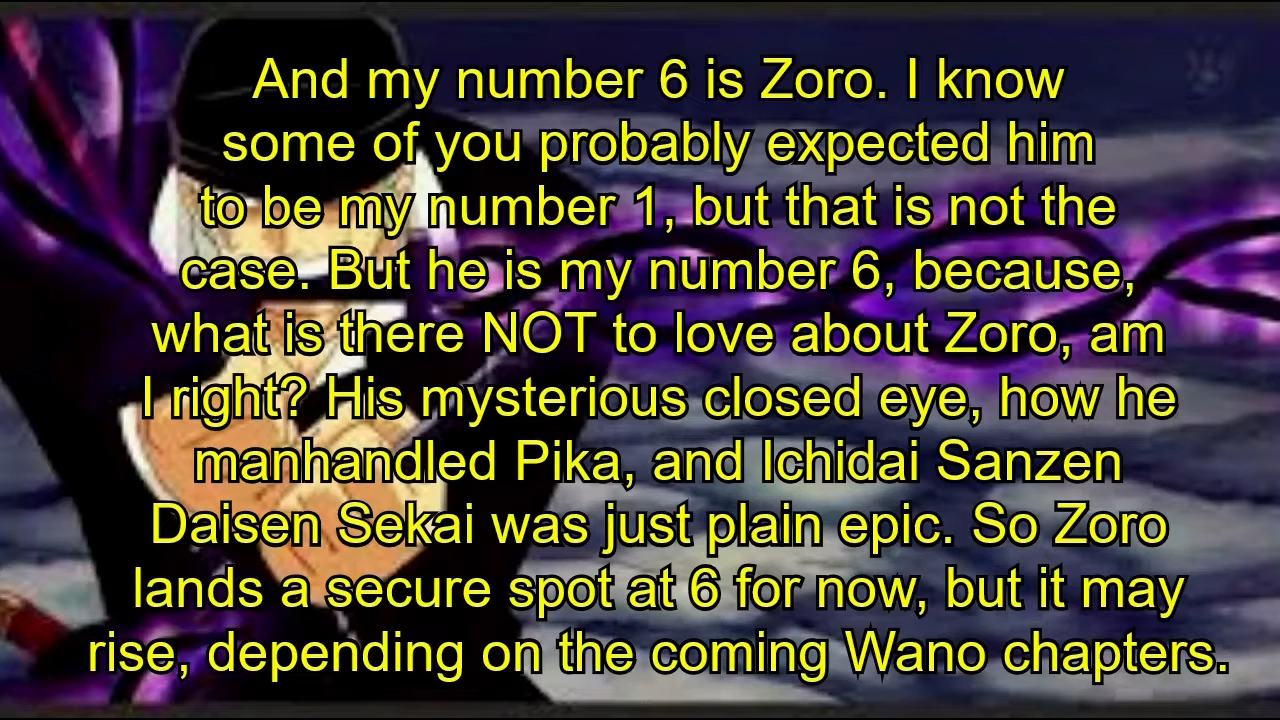 And my number 6 is Zoro. I know
some of you probably expected him
to be my number 1, but that is not the
case. But he is my number 6, because,
what is there NOT to love about Zoro, am
I right? His mysterious closed eye, how he
manhandled Pika, and Ichidai Sanzen
Daisen Sekai was just plain epic. So Zoro
lands a secure spot at 6 for now, but it may
rise, depending on the coming Wano chapters.